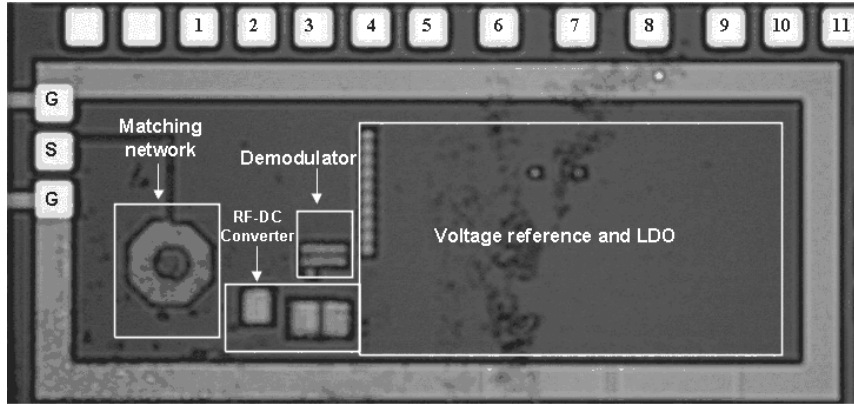 1 2 3 4 5 6 7 8 9 10 11
G
S
G
Matching
network
Demodulator
RF-DC
Converter
Voltage reference and LDO